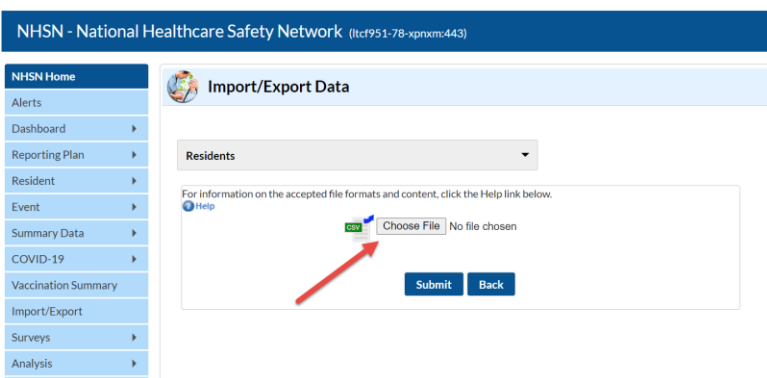 NHSN - National Healthcare Safety Network (ltcf951-78-xpnxm:443)
NHSN Home
Alerts
Dashboard
Reporting Plan
Resident
Event
Summary Data
COVID-19
Vaccination Summary
Import/Export
Surveys
Analysis
Import/Export Data
Residents
For information on the accepted file formats and content, click the Help link below.
Help
CSV Choose File No file chosen
Submit Back